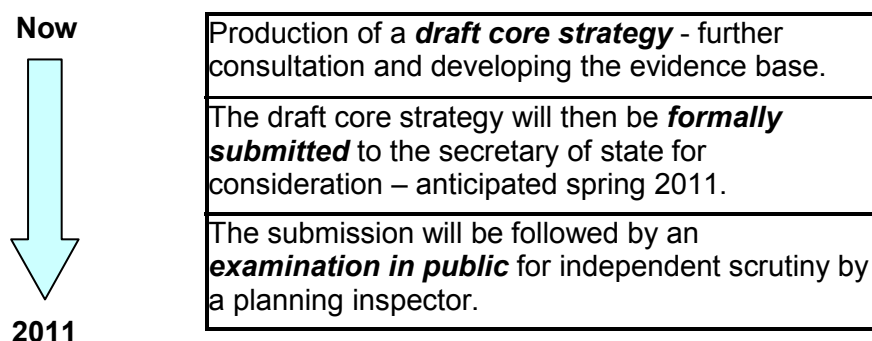 Now
Production of a draft core strategy - further
consultation and developing the evidence base.
The draft core strategy will then be formally
submitted to the secretary of state for
consideration – anticipated spring 2011.
The submission will be followed by an
examination in public for independent scrutiny by
a planning inspector.
2011